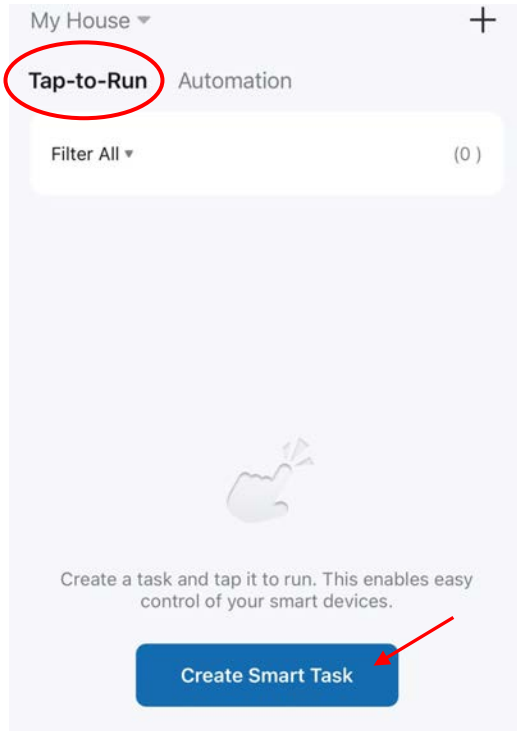 My House
Tap-to-Run Automation
Filter All (0 )
Create a task and tap it to run. This enables easy
control of your smart devices.
Create Smart Task